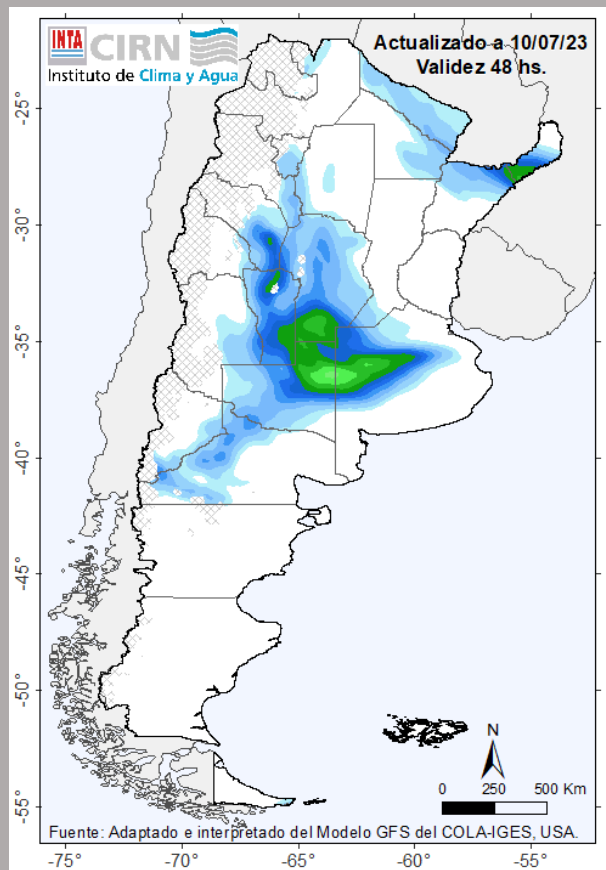 INTA CIRN
Instituto de Clima y Agua
Actualizado a 10/07/23
Validez 48 hs.
-25°
-30°
-35°
-40°
-45°
-50°
-55°
N
0 250 500 Km
Fuente: Adaptado e interpretado del Modelo GFS del COLA-IGES, USA.
-75° -70° -65° -60° -55°